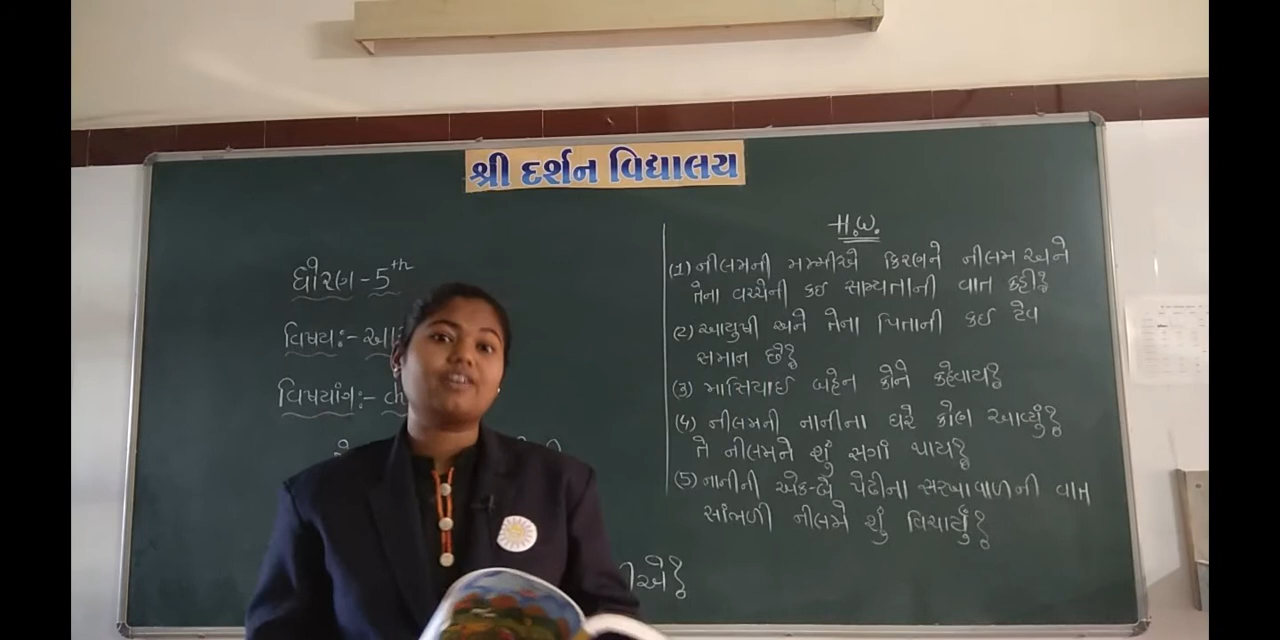 શ્રી દર્શન વિદ્યાલય
ધોરણ - 5th
વિષય:-
વિષયાંગ:-
H.W.
(1) નીલમની મમ્મીએ કિરણને નીલમ અને
તેના વચ્ચેની કઇ સામ્યતાની વાત કહી?
(2) આયુષી અને તેના પિતાની કઇ ટેવ
સમાન છે?
(3) માસિયાઈ બહેન કોને કહેવાય?
(4) નીલમની નાનીના ઘરે કોણ આવ્યું?
તે નીલમને શું સગાં થાય?
(5) નાનીની એક-બે પેઢીના સરખાવાળની વાત
સાંભળી નીલમે શું વિચાર્યું?